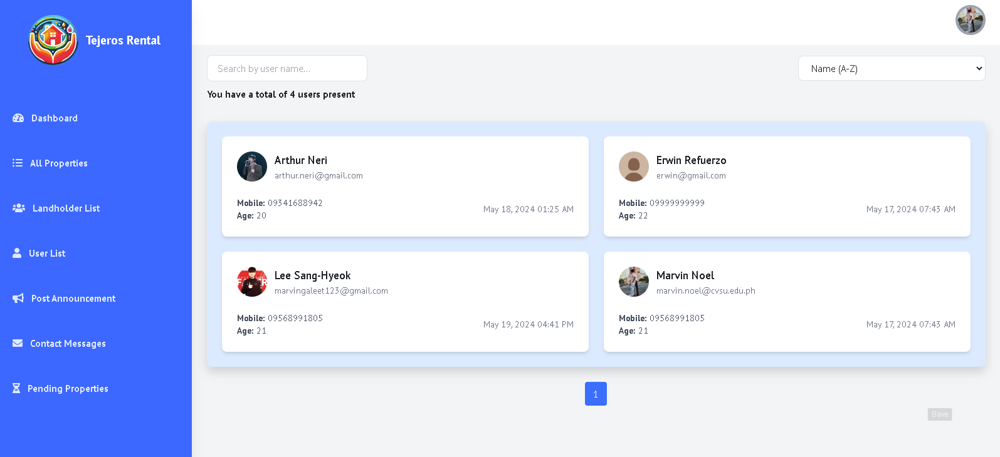 Tejeros Rental
Dashboard
All Properties
Landholder List
User List
Post Announcement
Contact Messages
Pending Properties
Search by user name...
Name (A-Z)
You have a total of 4 users present
Arthur Neri
arthur.neri@gmail.com
Mobile: 09341688942
Age: 20
May 18, 2024 01:25 AM
Erwin Refuerzo
erwin@gmail.com
Mobile: 09999999999
Age: 22
May 17, 2024 07:43 AM
Lee Sang-Hyeok
marvingaleet123@gmail.com
Mobile: 09568991805
Age: 21
May 19, 2024 04:41 PM
Marvin Noel
marvin.noel@cvsu.edu.ph
Mobile: 09568991805
Age: 21
May 17, 2024 07:43 AM
1
Save